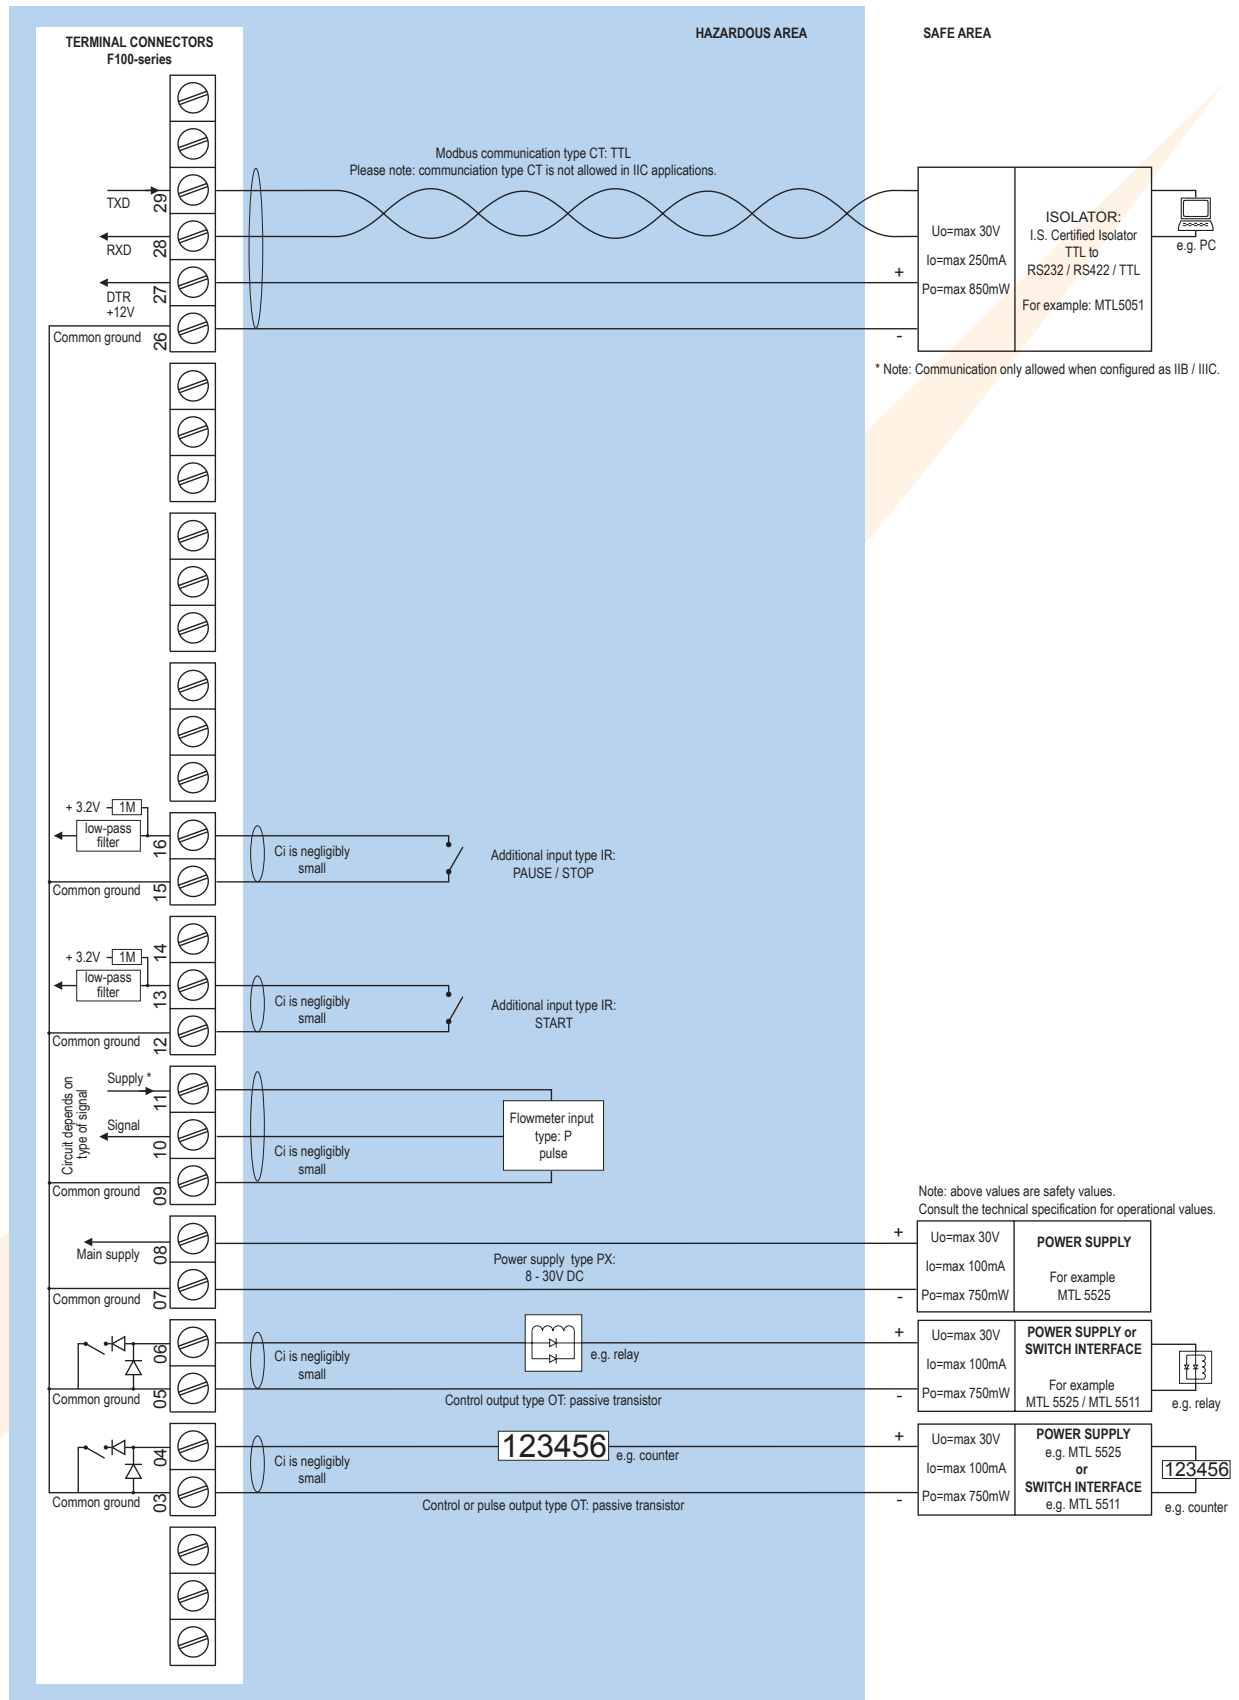 HAZARDOUS AREA
SAFE AREA
TERMINAL CONNECTORS
F100-series
Modbus communication type CT: TTL
Please note: communciation type CT is not allowed in IIC applications.
TXD
29
RXD
28
DTR
+12V
27
Common ground
26
+
-
Uo=max 30V
Io=max 250mA
Po=max 850mW
ISOLATOR:
I.S. Certified Isolator
TTL to
RS232 / RS422 / TTL
For example: MTL5051
e.g. PC
* Note: Communication only allowed when configured as IIB / IIIC.
+ 3.2V
1M
low-pass
filter
16
Common ground
15
Ci is negligibly
small
Additional input type IR:
PAUSE / STOP
14
+ 3.2V
1M
low-pass
filter
13
Common ground
12
Ci is negligibly
small
Additional input type IR:
START
Circuit depends on
type of signal
Supply *
11
Signal
10
Common ground
09
Ci is negligibly
small
Flowmeter input
type: P
pulse
Note: above values are safety values.
Consult the technical specification for operational values.
Main supply
08
Common ground
07
Power supply type PX:
8 - 30V DC
+
-
Uo=max 30V
Io=max 100mA
Po=max 750mW
POWER SUPPLY
For example
MTL 5525
06
Common ground
05
Ci is negligibly
small
e.g. relay
Control output type OT: passive transistor
+
-
Uo=max 30V
Io=max 100mA
Po=max 750mW
POWER SUPPLY or
SWITCH INTERFACE
For example
MTL 5525 / MTL 5511
e.g. relay
04
Common ground
03
Ci is negligibly
small
123456
e.g. counter
Control or pulse output type OT: passive transistor
+
-
Uo=max 30V
Io=max 100mA
Po=max 750mW
POWER SUPPLY
e.g. MTL 5525
or
SWITCH INTERFACE
e.g. MTL 5511
123456
e.g. counter